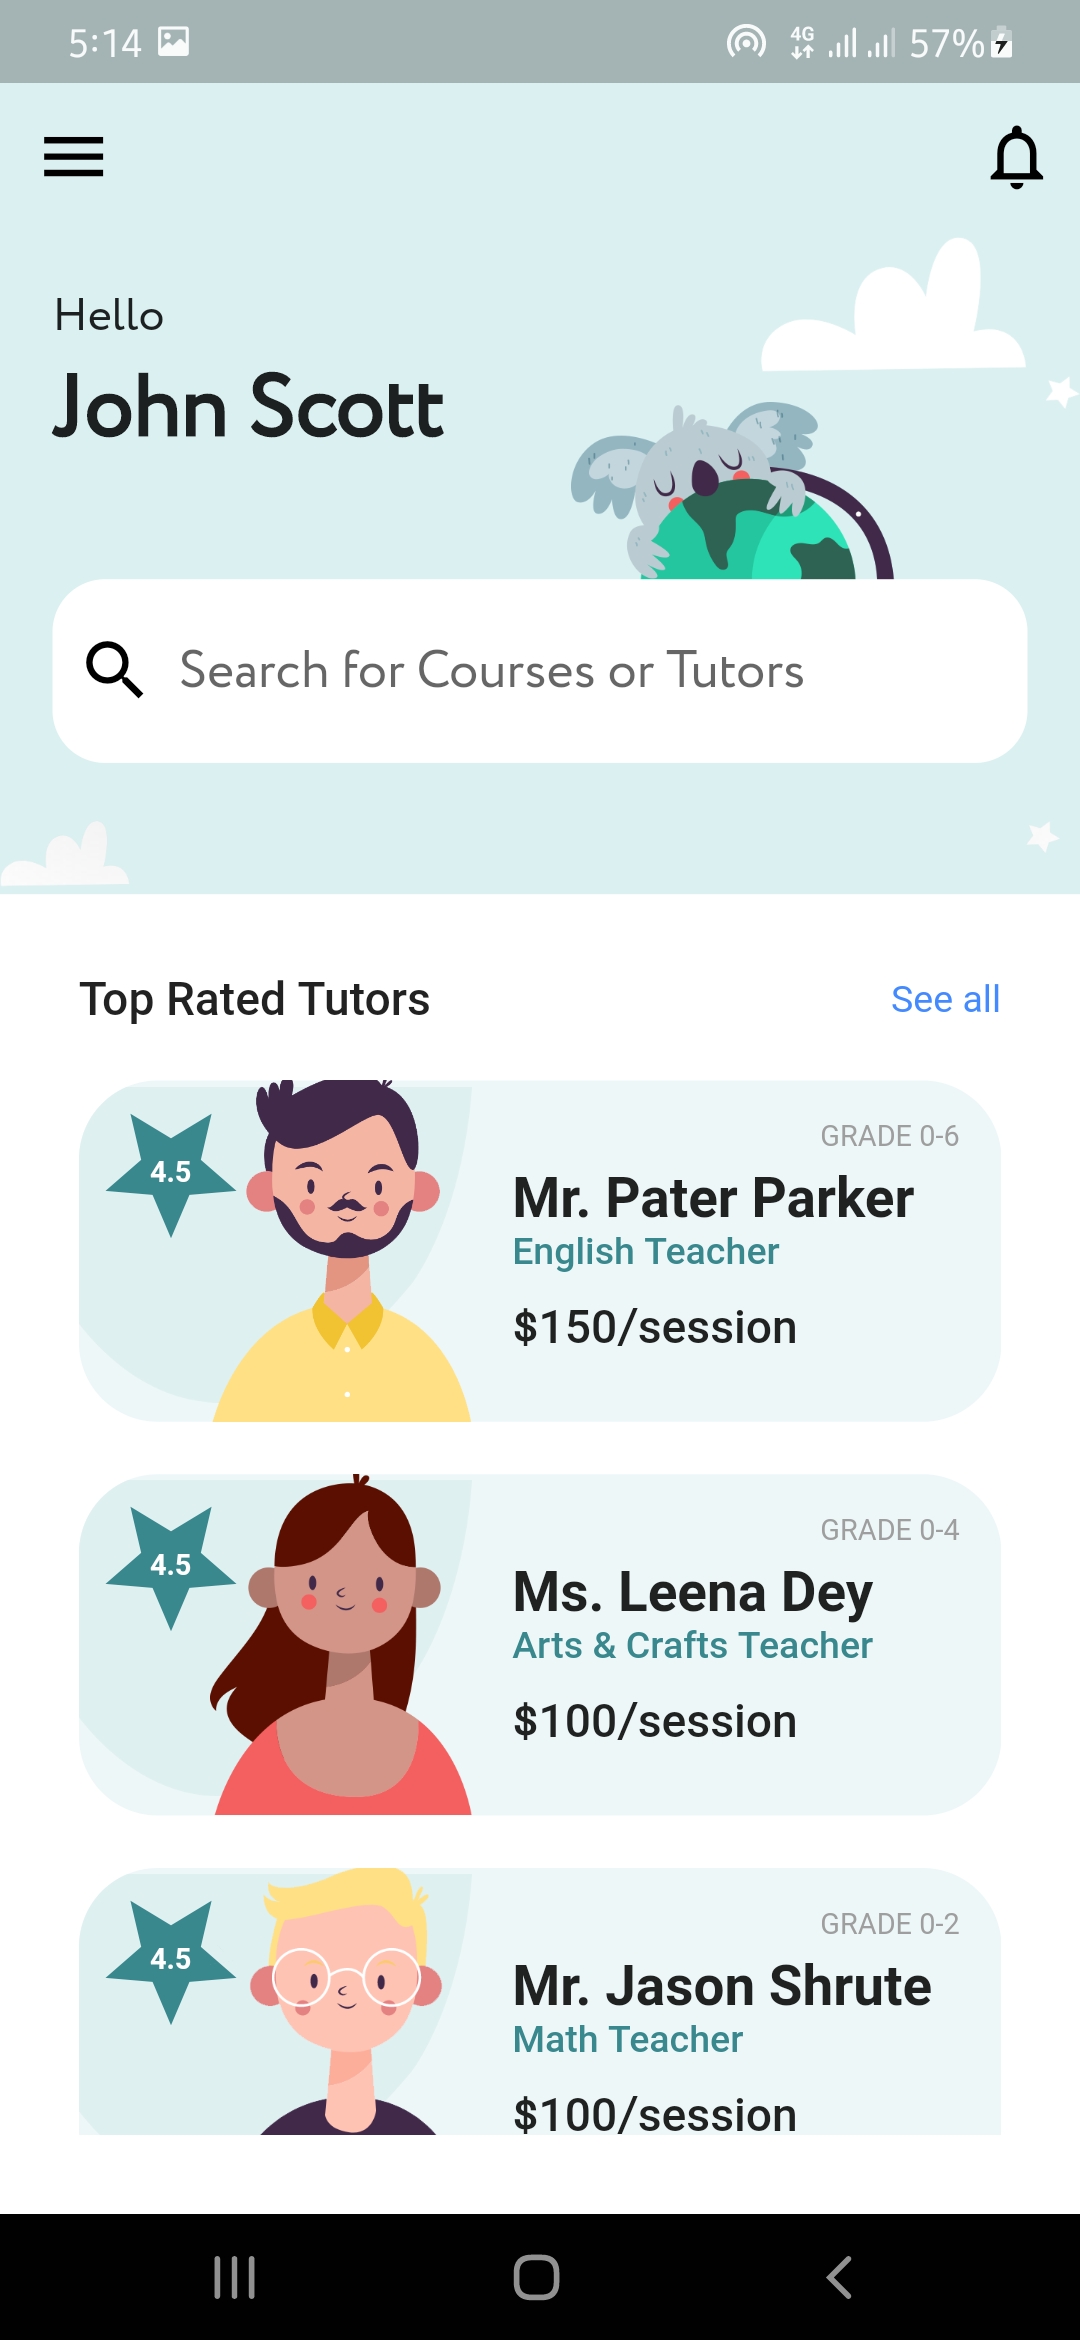 5:14
4G 57%
Hello
John Scott
Search for Courses or Tutors
Top Rated Tutors See all
4.5
GRADE 0-6
Mr. Pater Parker
English Teacher
$150/session
4.5
GRADE 0-4
Ms. Leena Dey
Arts & Crafts Teacher
$100/session
4.5
GRADE 0-2
Mr. Jason Shrute
Math Teacher
$100/session